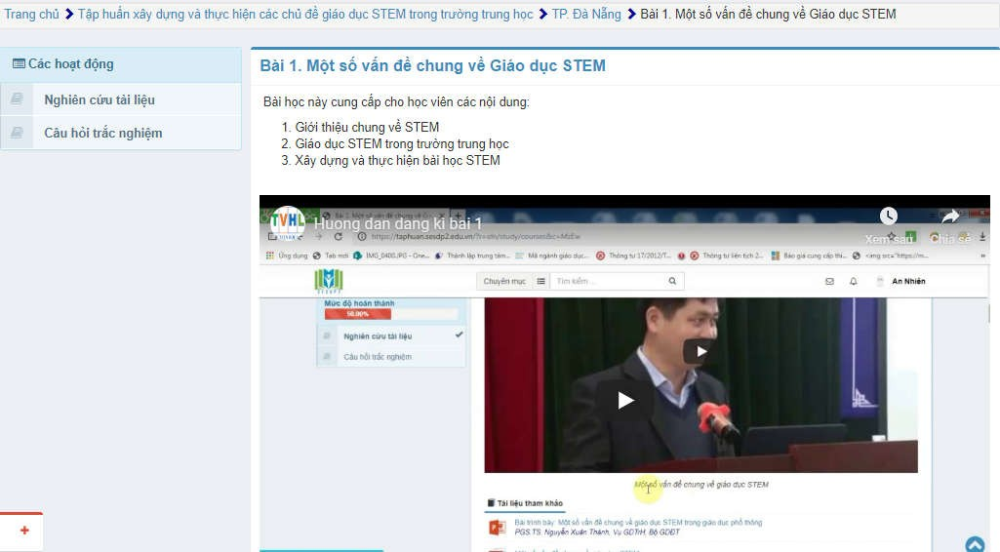 Trang chủ > Tập huấn xây dựng và thực hiện các chủ đề giáo dục STEM trong trường trung học > TP. Đà Nẵng > Bài 1. Một số vấn đề chung về Giáo dục STEM
Các hoạt động
Nghiên cứu tài liệu
Câu hỏi trắc nghiệm
Bài 1. Một số vấn đề chung về Giáo dục STEM
Bài học này cung cấp cho học viên các nội dung:
1. Giới thiệu chung về STEM
2. Giáo dục STEM trong trường trung học
3. Xây dựng và thực hiện bài học STEM
TVHL
Huong dan dang ki bai 1
Xem sau
Chia sẻ
https://taphuan.sesdp2.edu.vn/
Ứng dụng
Tab mới
IMG_0400.JPG - One...
Thành lập trung tâm...
Mã ngành giáo dục...
Thông tư 17/2012/T...
Thông tư liên tịch 2...
Báo giá cung cấp thi...
<img src="https://m...
Chuyên mục
Tìm kiếm...
An Nhiên
Mức độ hoàn thành
50.00%
Nghiên cứu tài liệu
Câu hỏi trắc nghiệm
Một số vấn đề chung về giáo dục STEM
Tài liệu tham khảo
Bài trình bày: Một số vấn đề chung về giáo dục STEM trong giáo dục phổ thông
PGS.TS. Nguyễn Xuân Thành, Vụ GDTrH, Bộ GDĐT